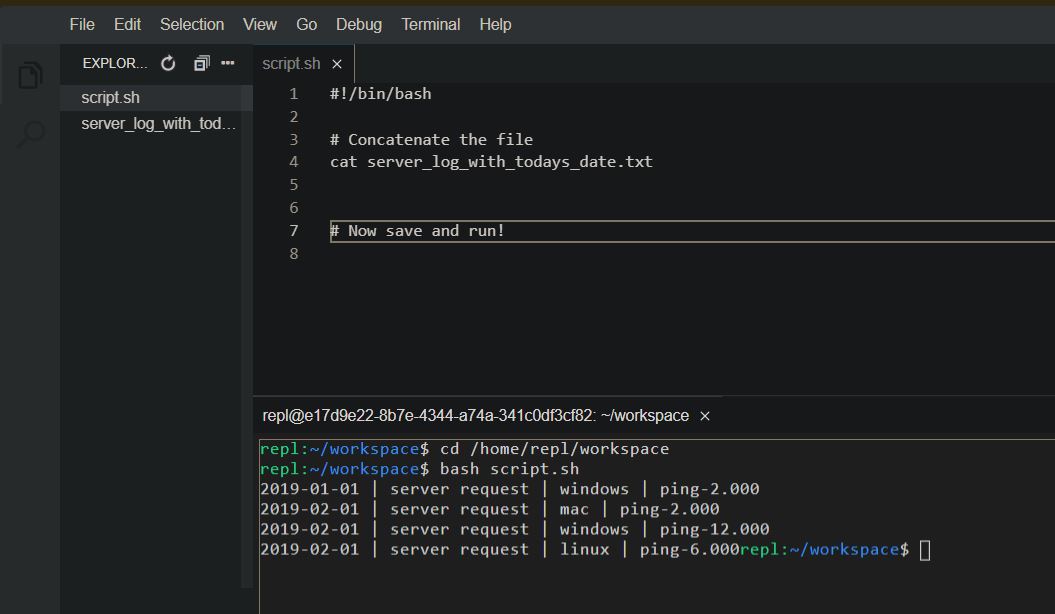 File Edit Selection View Go Debug Terminal Help
EXPLOR... script.sh ×
script.sh
server_log_with_tod...
1 #!/bin/bash
2
3 # Concatenate the file
4 cat server_log_with_todays_date.txt
5
6
7 # Now save and run!
8
repl@e17d9e22-8b7e-4344-a74a-341c0df3cf82: ~/workspace ×
repl:~/workspace$ cd /home/repl/workspace
repl:~/workspace$ bash script.sh
2019-01-01 | server request | windows | ping-2.000
2019-02-01 | server request | mac | ping-2.000
2019-02-01 | server request | windows | ping-12.000
2019-02-01 | server request | linux | ping-6.000repl:~/workspace$